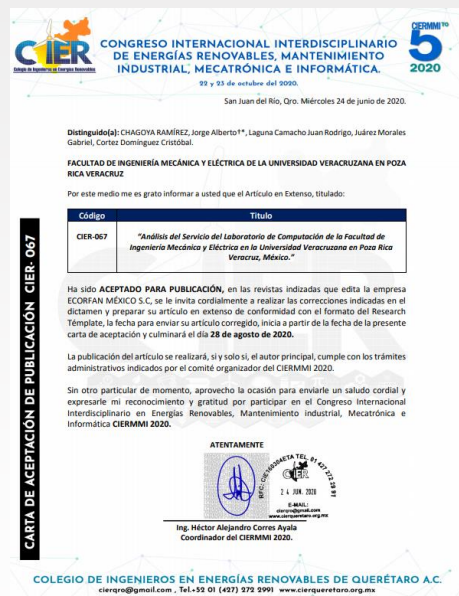 CIER
Colegio de Ingenieros en Energías Renovables
CONGRESO INTERNACIONAL INTERDISCIPLINARIO
DE ENERGÍAS RENOVABLES, MANTENIMIENTO
INDUSTRIAL, MECATRÓNICA E INFORMÁTICA.
22 y 23 de octubre del 2020.
CIERMMI TO
5
2020
San Juan del Río, Qro. Miércoles 24 de junio de 2020.
Distinguido(a): CHAGOYA RAMÍREZ, Jorge Alberto†*, Laguna Camacho Juan Rodrigo, Juárez Morales
Gabriel, Cortez Domínguez Cristóbal.
FACULTAD DE INGENIERÍA MECÁNICA Y ELÉCTRICA DE LA UNIVERSIDAD VERACRUZANA EN POZA
RICA VERACRUZ
Por este medio me es grato informar a usted que el Artículo en Extenso, titulado:
Código Titulo
CIER-067 "Análisis del Servicio del Laboratorio de Computación de la Facultad de
Ingeniería Mecánica y Eléctrica en la Universidad Veracruzana en Poza Rica
Veracruz, México."
Ha sido ACEPTADO PARA PUBLICACIÓN, en las revistas indizadas que edita la empresa
ECORFAN MÉXICO S.C, se le invita cordialmente a realizar las correcciones indicadas en el
dictamen y preparar su artículo en extenso de conformidad con el formato del Research
Témplate, la fecha para enviar su artículo corregido, inicia a partir de la fecha de la presente
carta de aceptación y culminará el día 28 de agosto de 2020.
La publicación del artículo se realizará, si y solo si, el autor principal, cumple con los trámites
administrativos indicados por el comité organizador del CIERMMI 2020.
Sin otro particular de momento, aprovecho la ocasión para enviarle un saludo cordial y
expresarle mi reconocimiento y gratitud por participar en el Congreso Internacional
Interdisciplinario en Energías Renovables, Mantenimiento industrial, Mecatrónica e
Informática CIERMMI 2020.
CARTA DE ACEPTACIÓN DE PUBLICACIÓN CIER- 067
ATENTAMENTE
CIER
2 4 JUN. 2020
E-MAIL:
cierqro@gmail.com
www.cierqueretaro.org.mx
Ing. Héctor Alejandro Corres Ayala
Coordinador del CIERMMI 2020.
COLEGIO DE INGENIEROS EN ENERGÍAS RENOVABLES DE QUERÉTARO A.C.
cierqro@gmail.com , Tel.+52 01 (427) 272 2991 www.cierqueretaro.org.mx